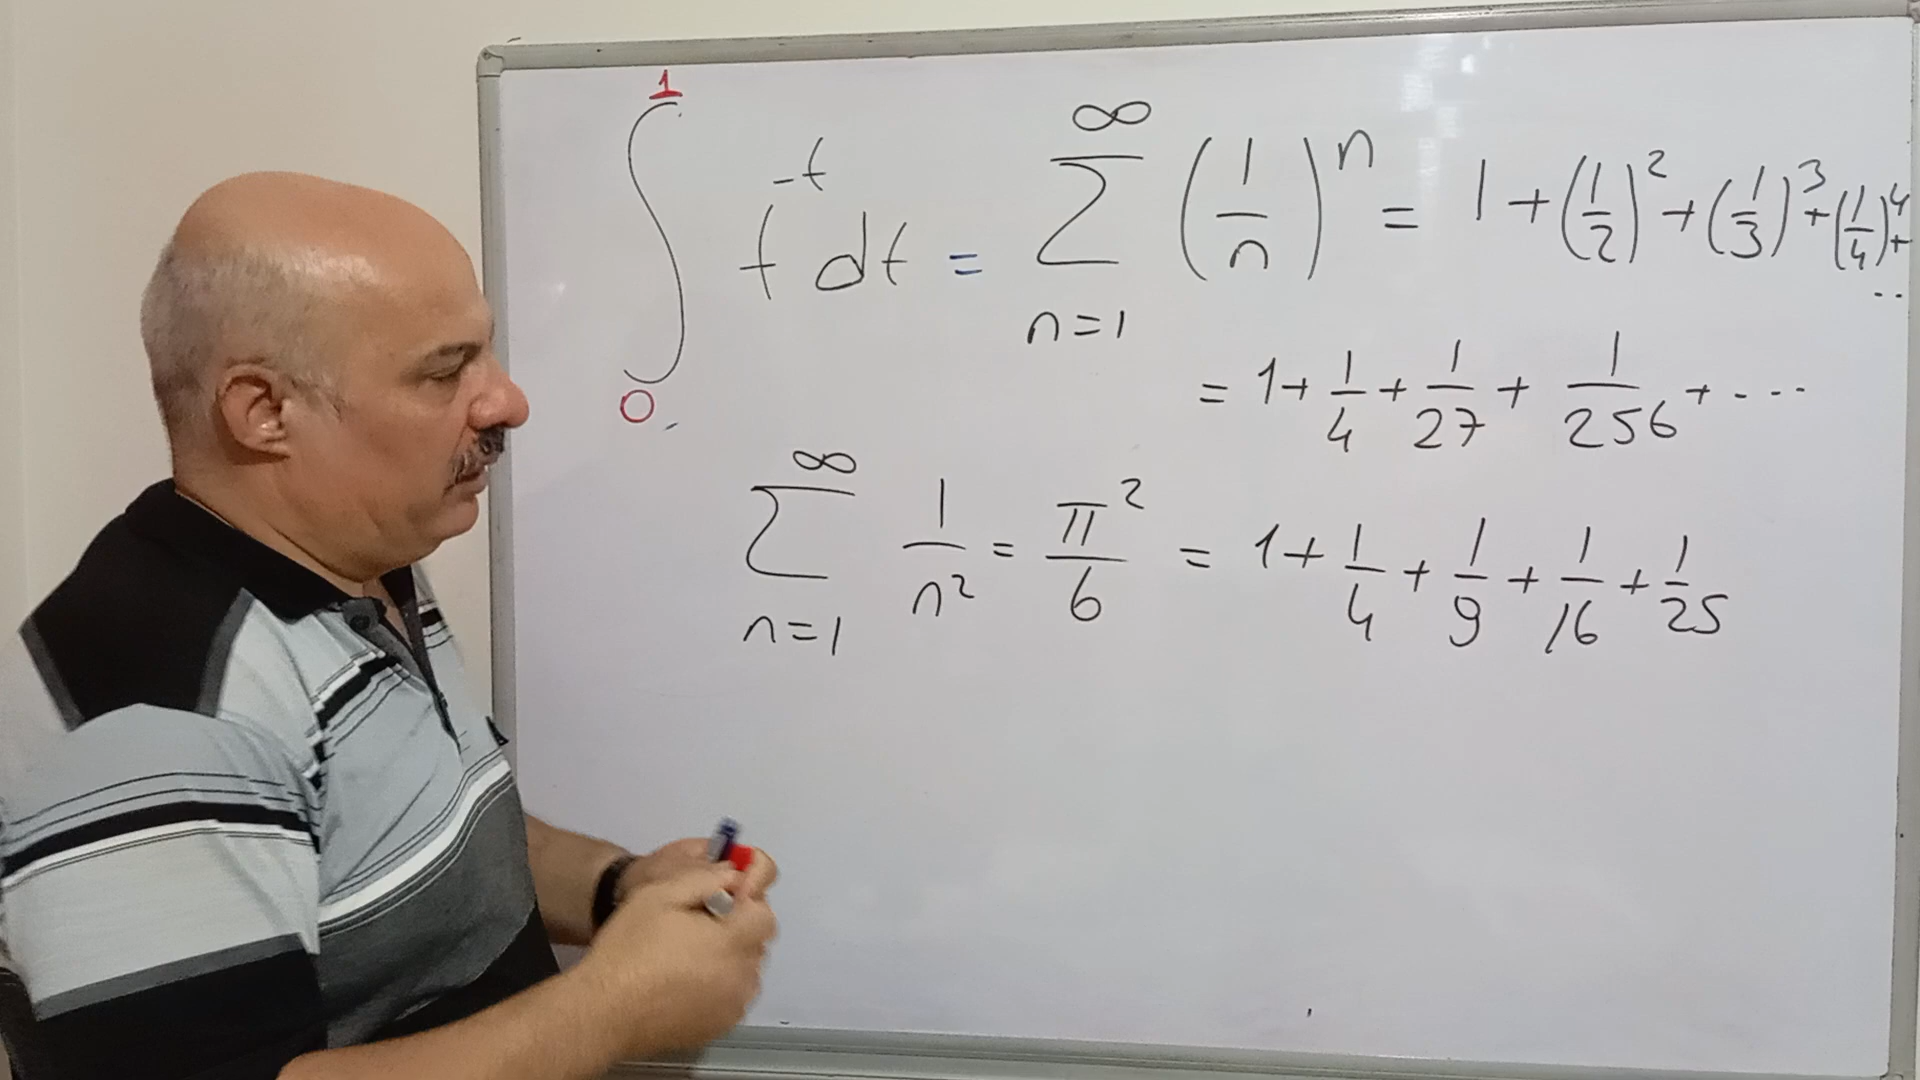 ∫₀¹ t⁻ᵗ dt = ∑ₙ₌₁^∞ (1/n)ⁿ = 1 + (1/2)² + (1/3)³ + (1/4)⁴ + ..
= 1 + 1/4 + 1/27 + 1/256 + ....
∑ₙ₌₁^∞ 1/n² = π²/6 = 1 + 1/4 + 1/9 + 1/16 + 1/25